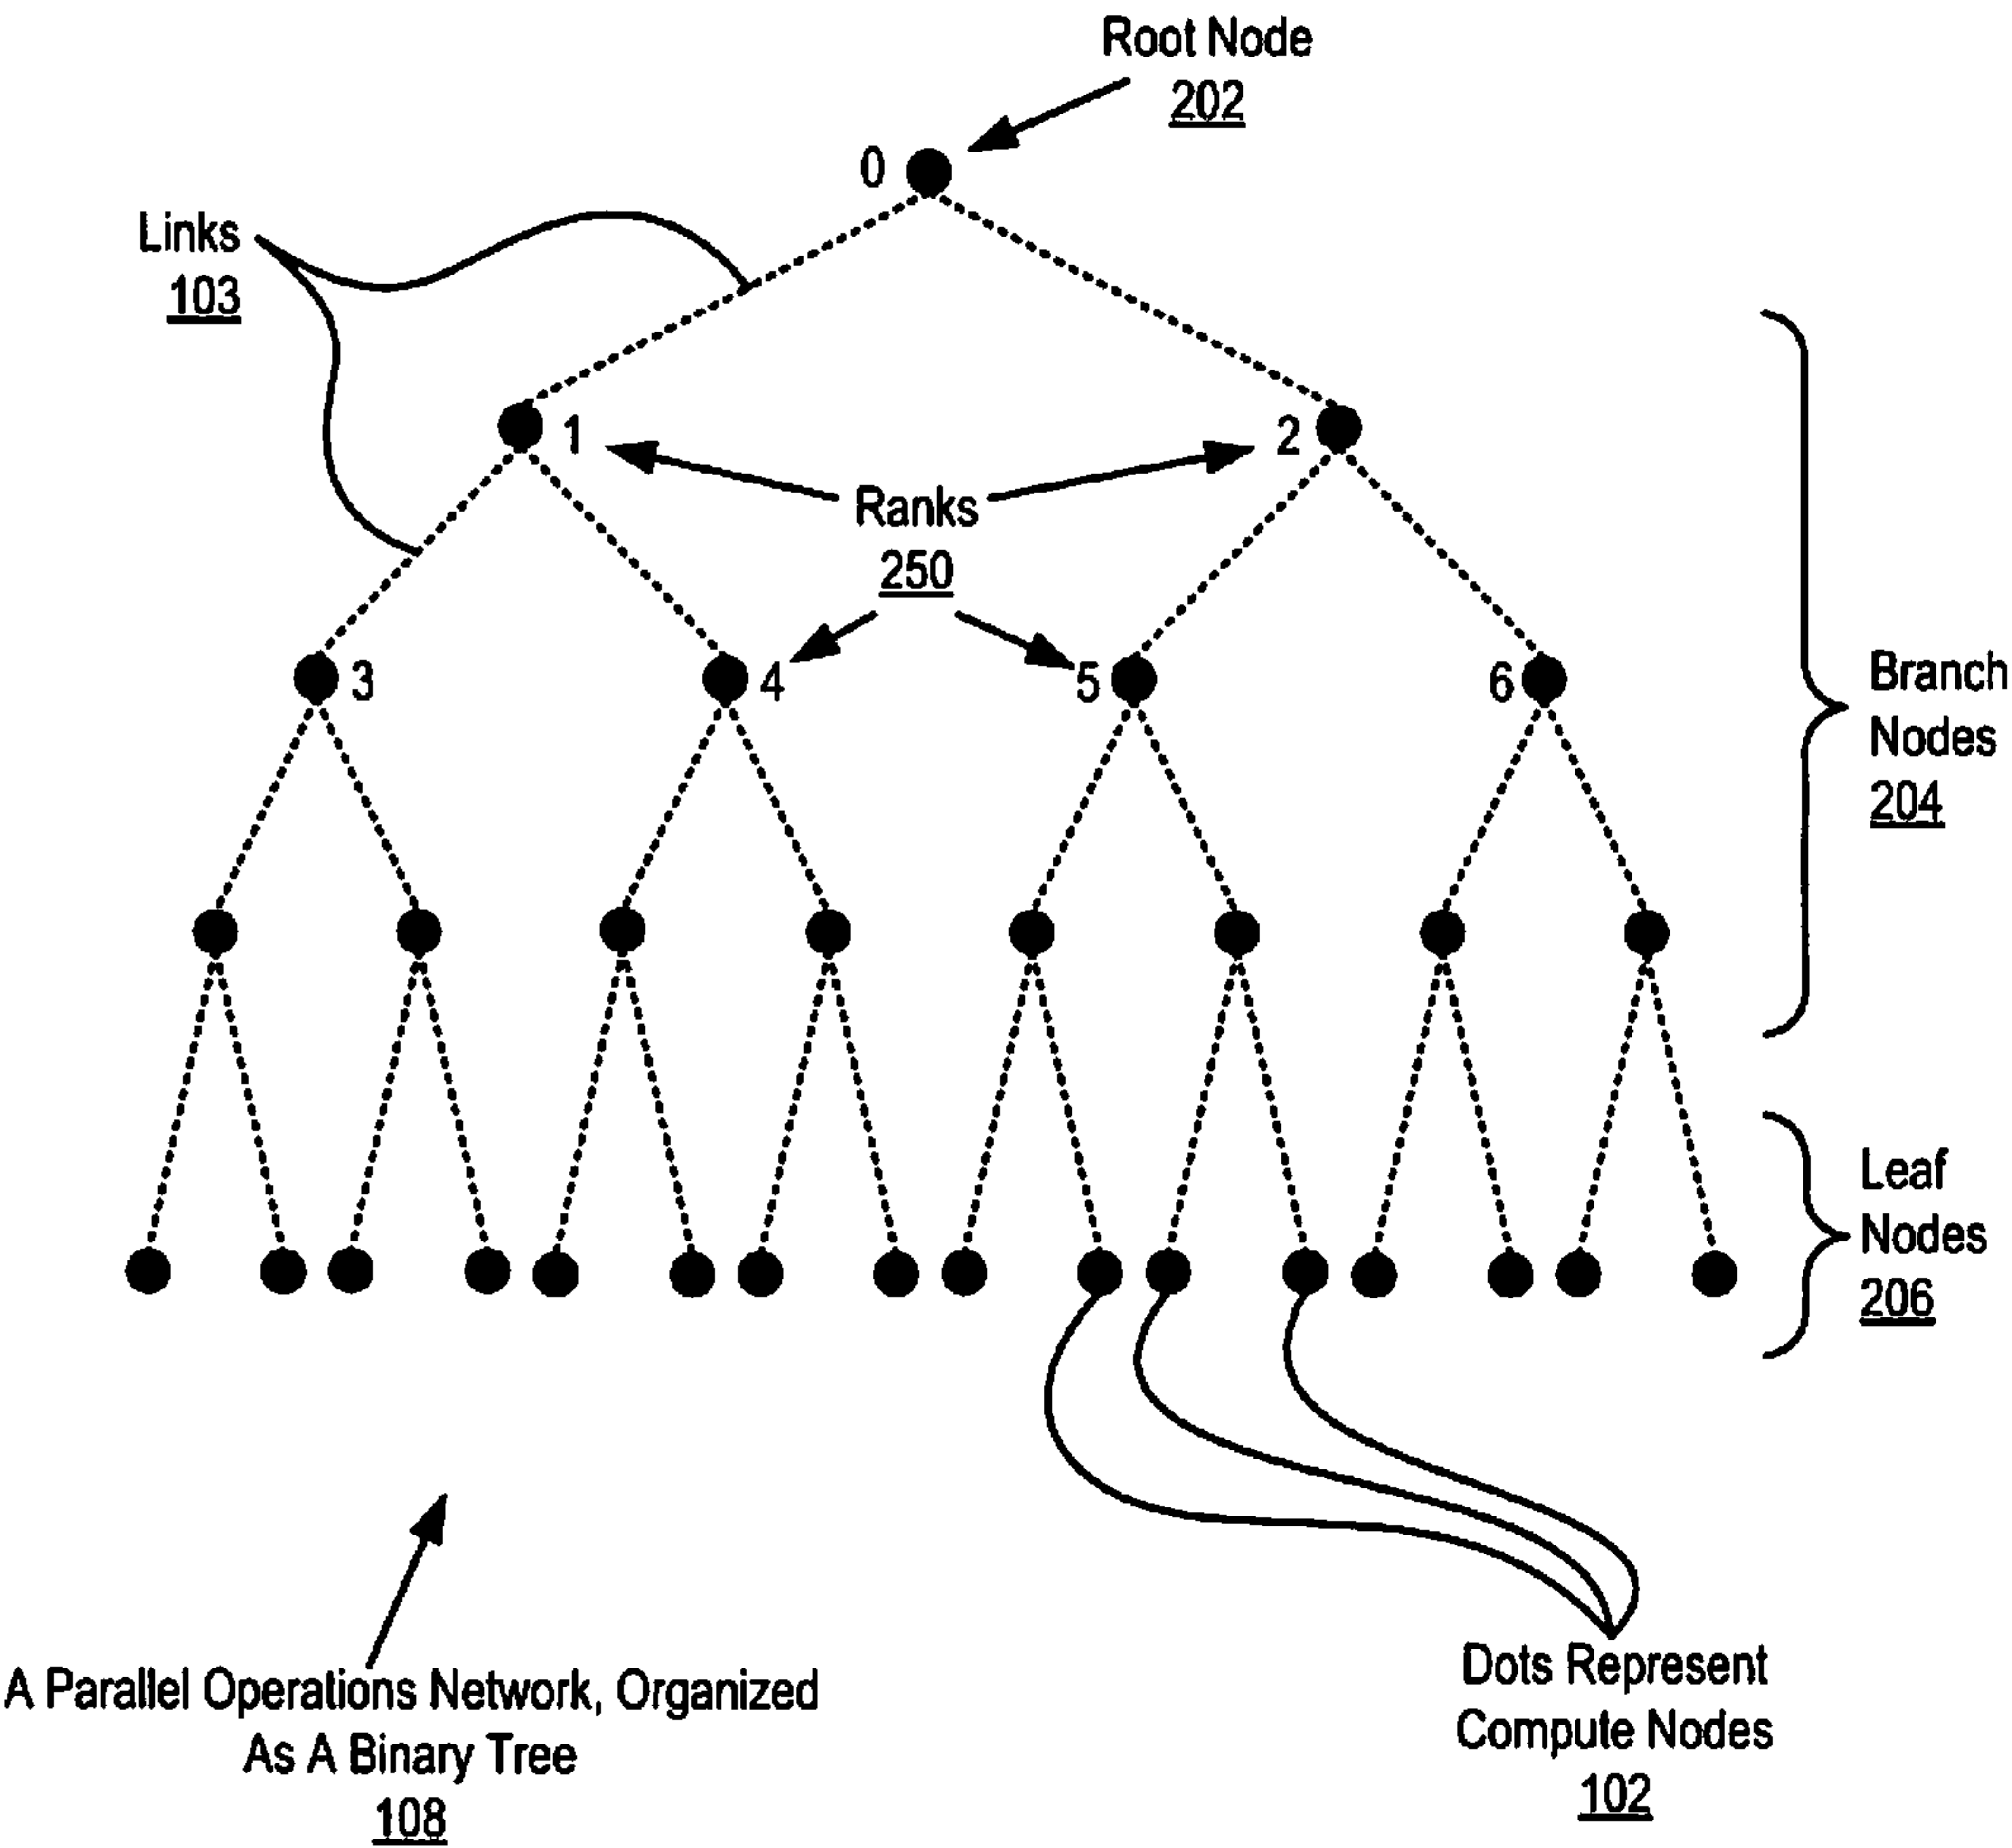 Root Node
202
0
Links
103
1
2
Ranks
250
3
4
5
6
Branch
Nodes
204
Leaf
Nodes
206
A Parallel Operations Network, Organized
As A Binary Tree
108
Dots Represent
Compute Nodes
102